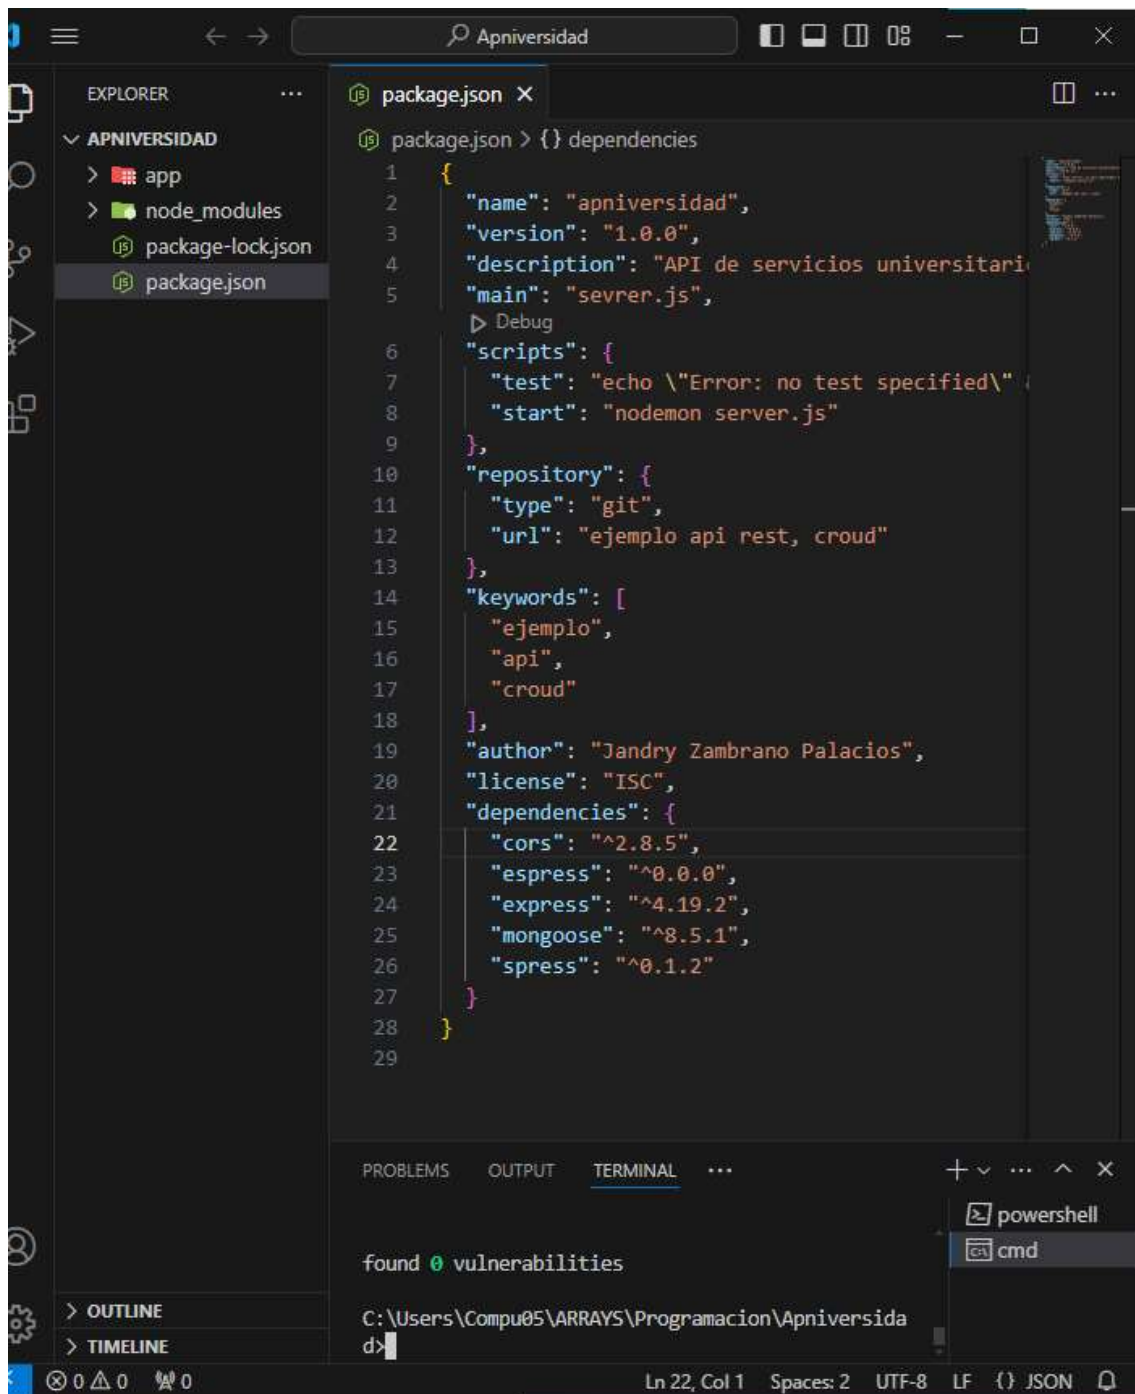 Apniversidad
EXPLORER ...
package.json
APNIVERSIDAD
app
node_modules
package-lock.json
package.json
package.json > {} dependencies
1 {
2 "name": "apniversidad",
3 "version": "1.0.0",
4 "description": "API de servicios universitari
5 "main": "sevrer.js",
Debug
6 "scripts": {
7 "test": "echo \"Error: no test specified\" &
8 "start": "nodemon server.js"
9 },
10 "repository": {
11 "type": "git",
12 "url": "ejemplo api rest, croud"
13 },
14 "keywords": [
15 "ejemplo",
16 "api",
17 "croud"
18 ],
19 "author": "Jandry Zambrano Palacios",
20 "license": "ISC",
21 "dependencies": {
22 "cors": "^2.8.5",
23 "espress": "^0.0.0",
24 "express": "^4.19.2",
25 "mongoose": "^8.5.1",
26 "spress": "^0.1.2"
27 }
28 }
29
PROBLEMS OUTPUT TERMINAL ...
powershell
cmd
found 0 vulnerabilities
C:\Users\Compu05\ARRAYS\Programacion\Apniversida
d>
OUTLINE
TIMELINE
0 0 0 Ln 22, Col 1 Spaces: 2 UTF-8 LF {} JSON